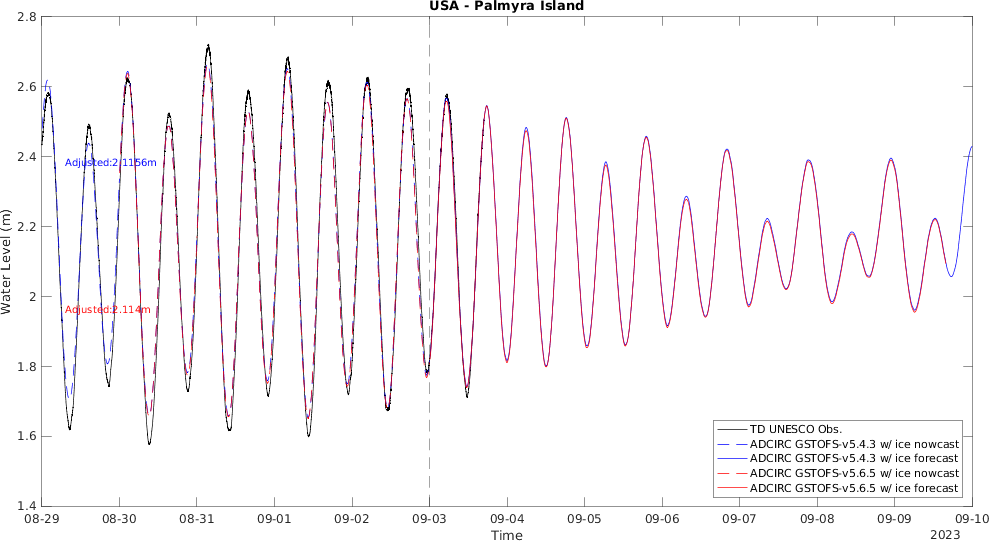 USA - Palmyra Island
Water Level (m)
2.8
2.6
2.4
2.2
2
1.8
1.6
1.4
Adjusted:2.1156m
Adjusted:2.114m
TD UNESCO Obs.
ADCIRC GSTOFS-v5.4.3 w/ ice nowcast
ADCIRC GSTOFS-v5.4.3 w/ ice forecast
ADCIRC GSTOFS-v5.6.5 w/ ice nowcast
ADCIRC GSTOFS-v5.6.5 w/ ice forecast
08-29 08-30 08-31 09-01 09-02 09-03 09-04 09-05 09-06 09-07 09-08 09-09 09-10
Time
2023